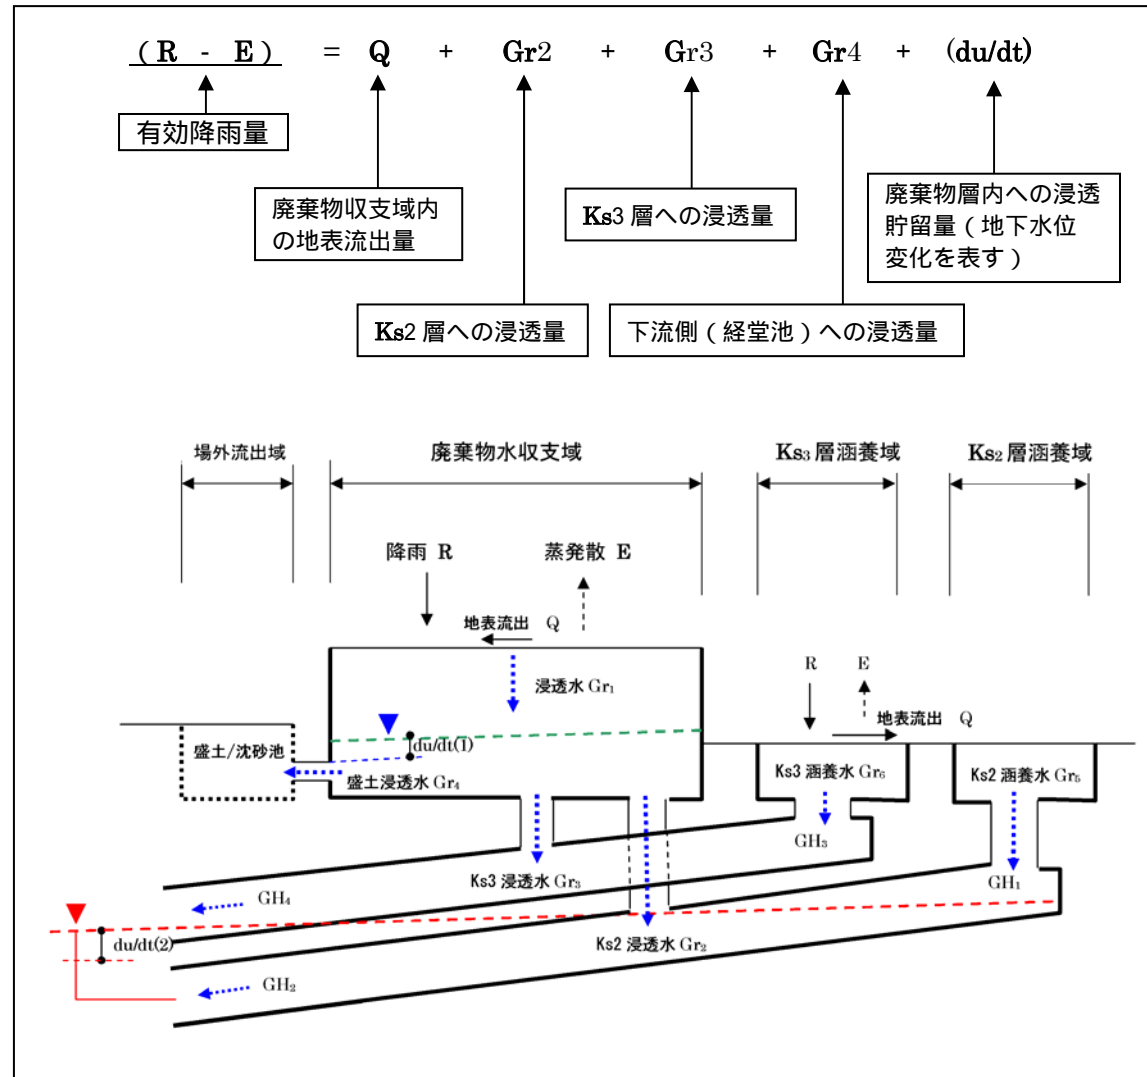 (R - E) = Q + Gr2 + Gr3 + Gr4 + (du/dt)
有効降雨量
廃棄物収支域内
の地表流出量
Ks3 層への浸透量
廃棄物層内への浸透
貯留量(地下水位
変化を表す)
Ks2 層への浸透量
下流側(経堂池)への浸透量
場外流出域
廃棄物水収支域
Ks3 層涵養域
Ks2 層涵養域
降雨 R
蒸発散 E
地表流出 Q
R
E
地表流出 Q
浸透水 Gr1
du/dt(1)
盛土/沈砂池
盛土浸透水 Gr4
Ks3 涵養水 Gr6
Ks2 涵養水 Gr5
GH3
Ks3 浸透水 Gr3
GH1
GH4
du/dt(2)
Ks2 浸透水 Gr2
GH2